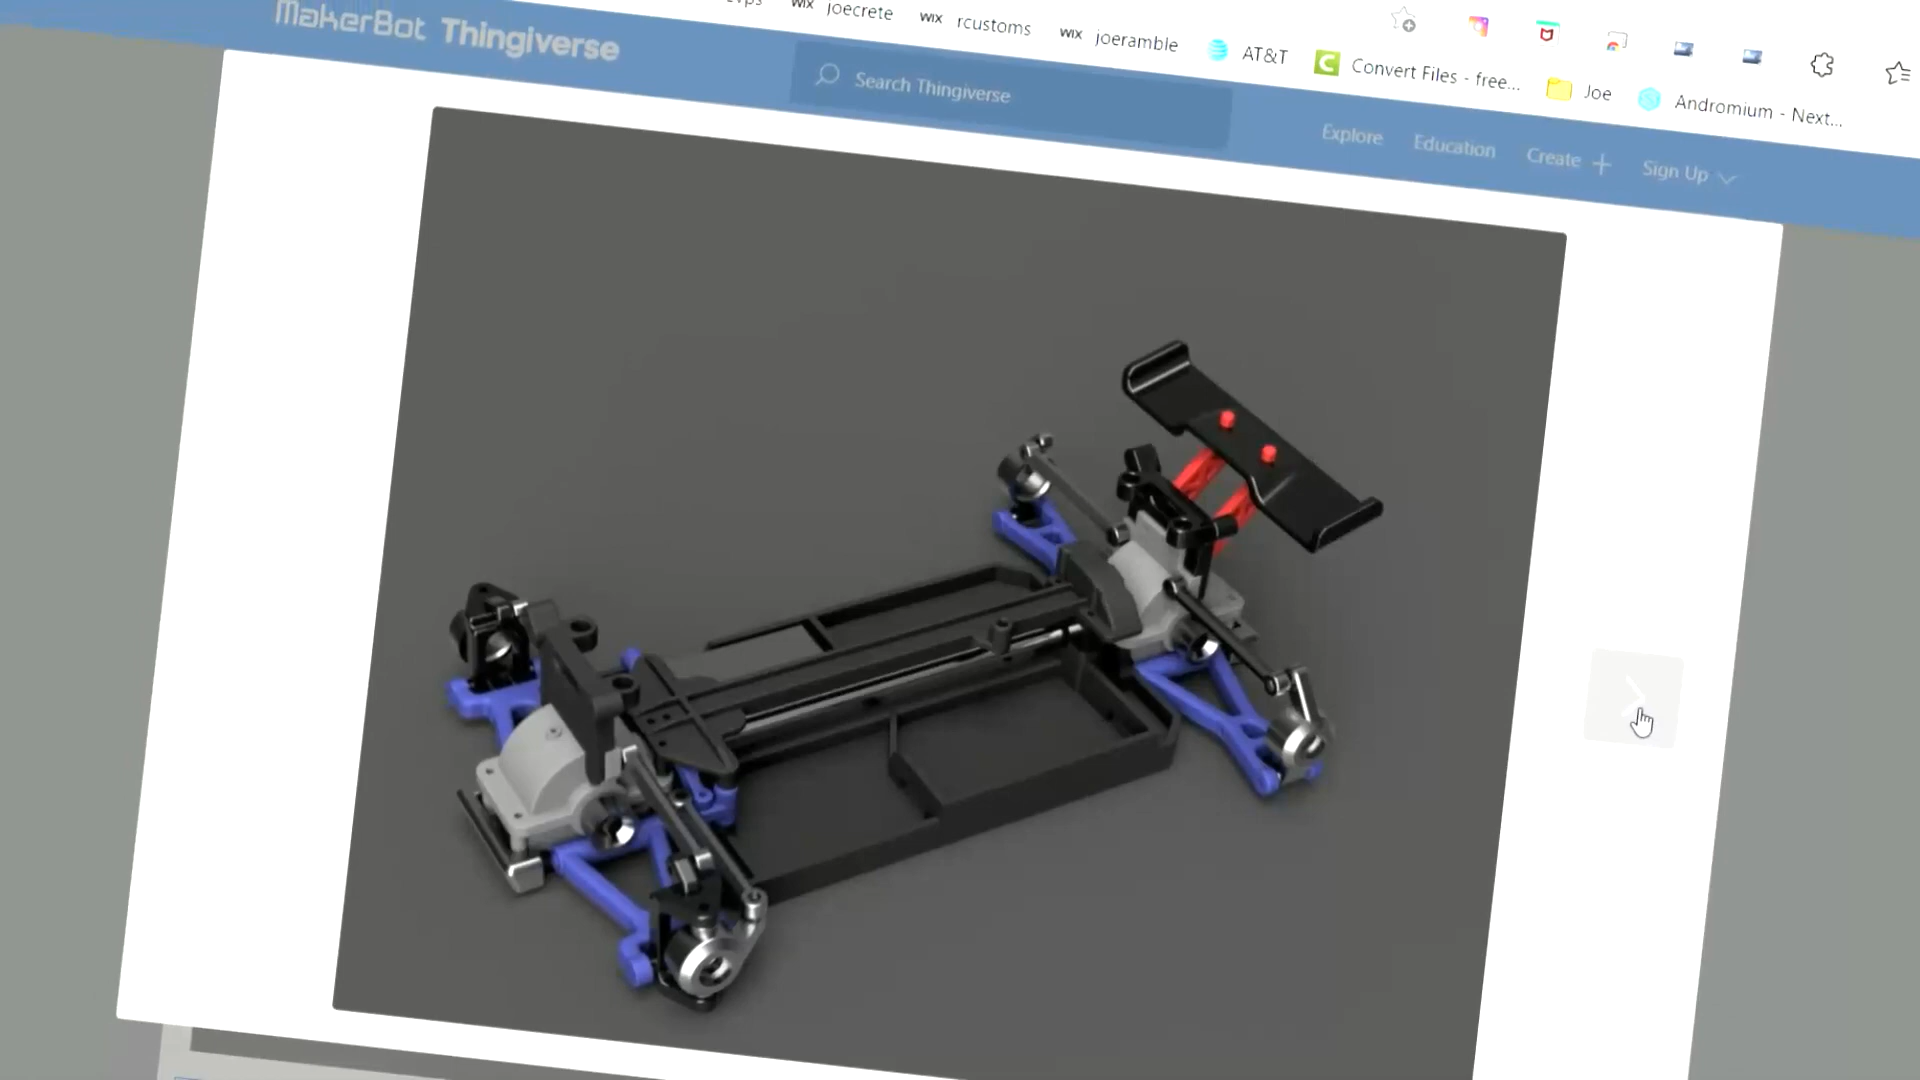 joecrete
rcustoms
joeramble
AT&T
Convert Files - free...
Joe
Andromium - Next...
MakerBot Thingiverse
Search Thingiverse
Explore
Education
Create
Sign Up
WIX
WIX
WIX